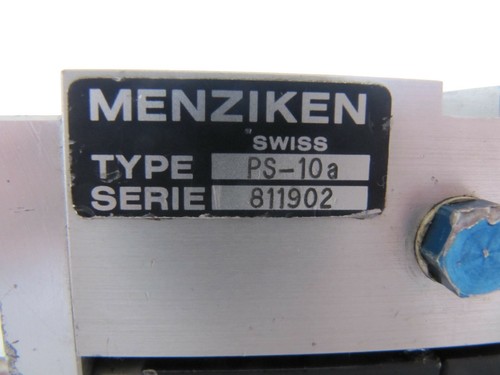 MENZIKEN
SWISS
TYPE PS-10a
SERIE 811902